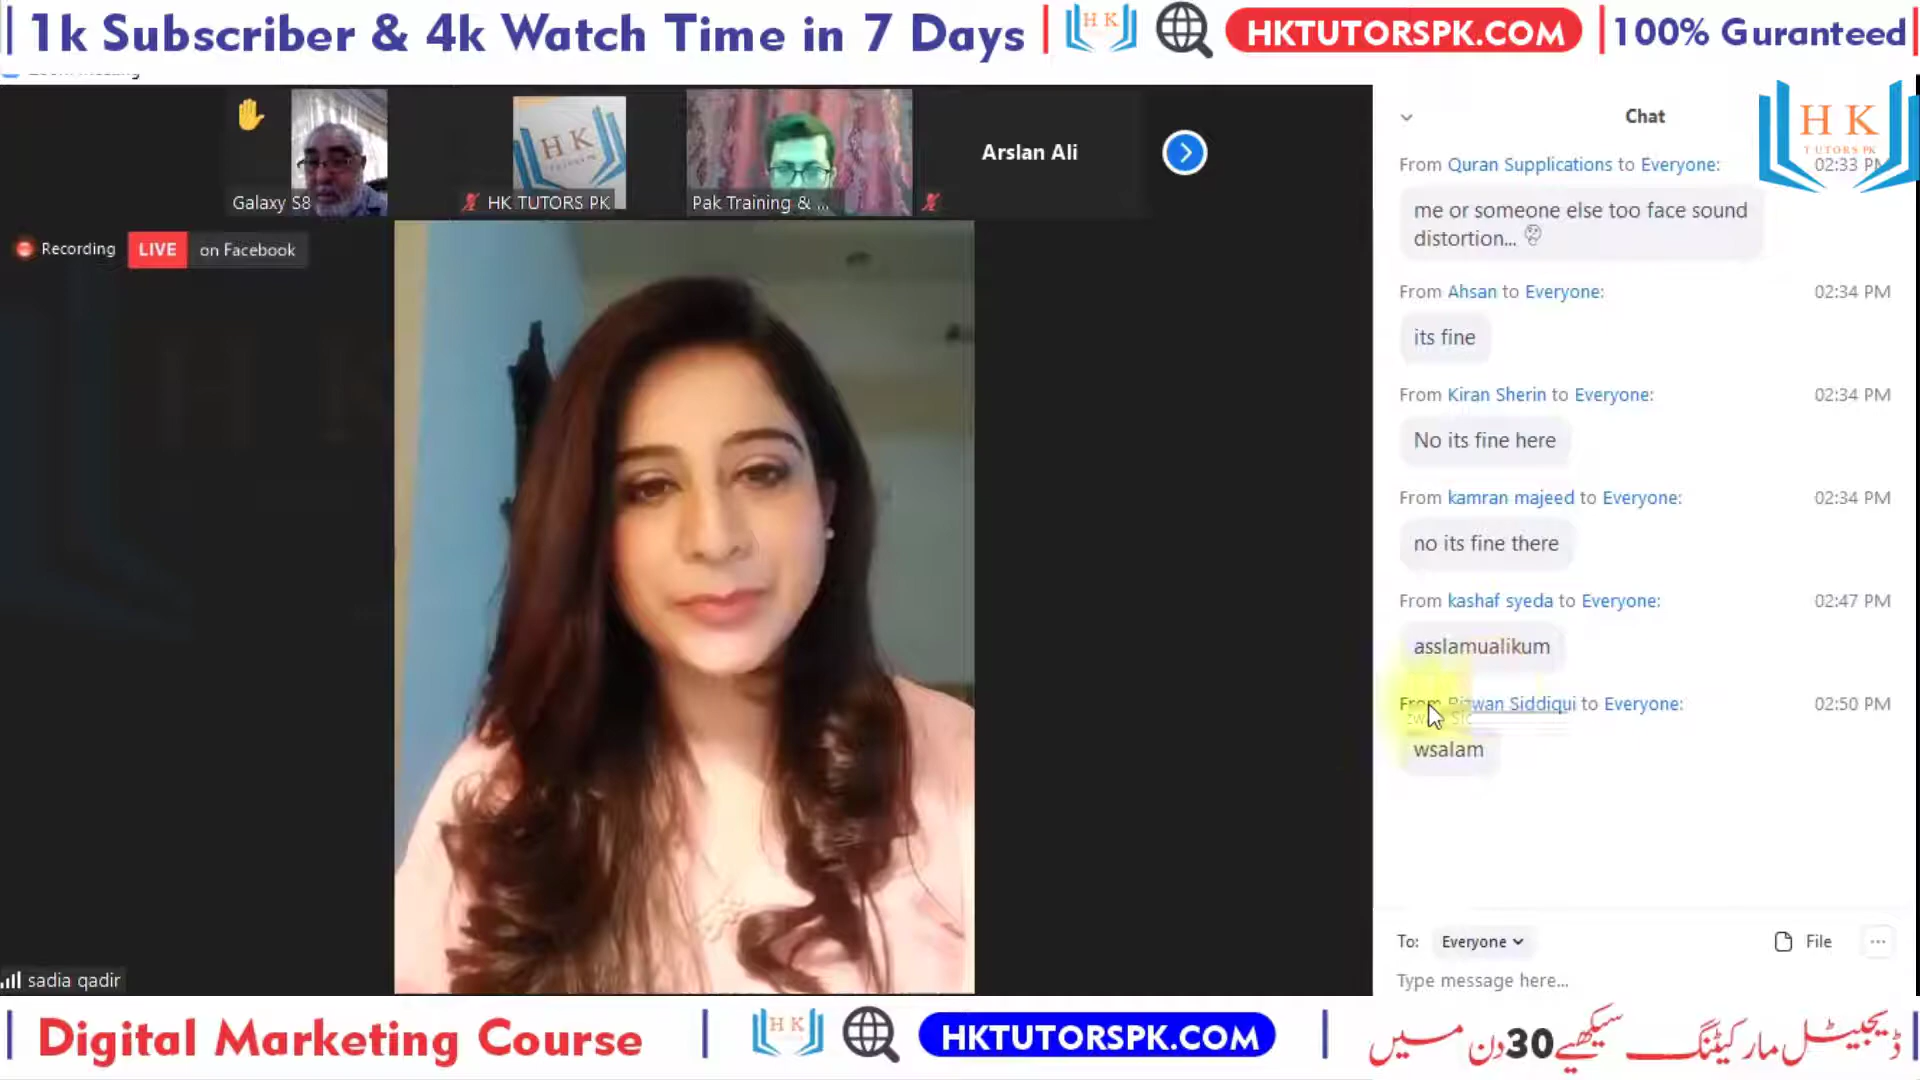 1k Subscriber & 4k Watch Time in 7 Days
H K
HKTUTORSPK.COM
100% Guranteed
Galaxy S8
H K
HK TUTORS PK
Pak Training & ...
Arslan Ali
Recording
LIVE
on Facebook
sadia qadir
Chat
H K
TUTORS PK
From Quran Supplications to Everyone:
02:33 PM
me or someone else too face sound
distortion...
From Ahsan to Everyone:
02:34 PM
its fine
From Kiran Sherin to Everyone:
02:34 PM
No its fine here
From kamran majeed to Everyone:
02:34 PM
no its fine there
From kashaf syeda to Everyone:
02:47 PM
asslamualikum
From Rizwan Siddiqui to Everyone:
02:50 PM
wsalam
To: Everyone
File
Type message here...
Digital Marketing Course
H K
HKTUTORSPK.COM
ڈیجیٹل مارکیٹنگ سیکھیے 30 دن میں